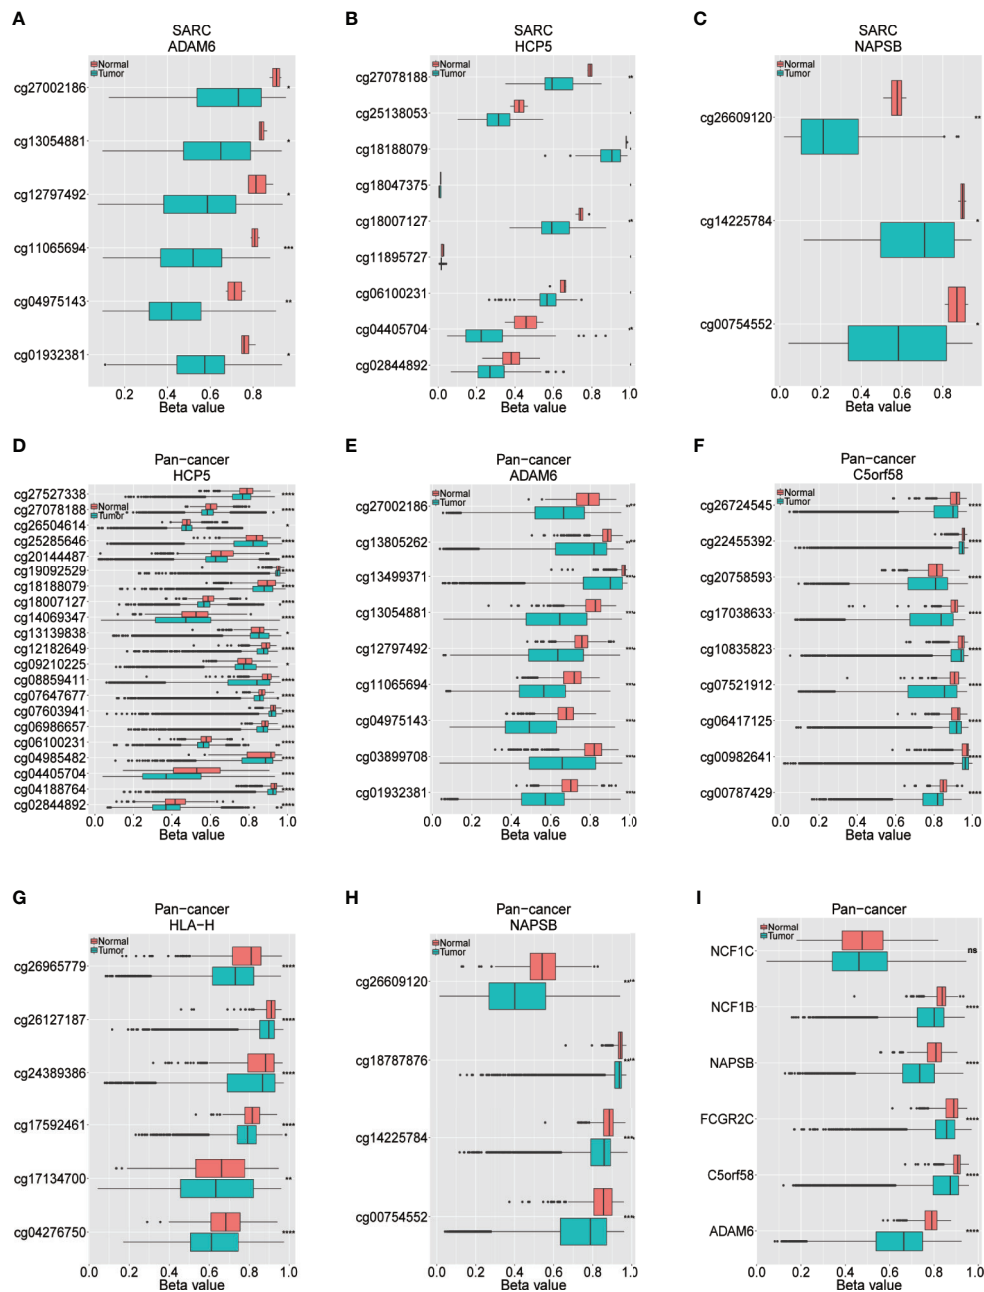 A
SARC
ADAM6
Normal
Tumor
cg27002186
*
cg13054881
*
cg12797492
*
cg11065694
***
cg04975143
**
cg01932381
*
0.2 0.4 0.6 0.8
Beta value
B
SARC
HCP5
Normal
Tumor
cg27078188
**
cg25138053
cg18188079
cg18047375
cg18007127
cg11895727
cg06100231
cg04405704
cg02844892
0.0 0.2 0.4 0.6 0.8 1.0
Beta value
C
SARC
NAPSB
Normal
Tumor
cg26609120
**
cg14225784
*
cg00754552
*
0.0 0.2 0.4 0.6 0.8
Beta value
D
Pan-cancer
HCP5
Normal
Tumor
cg27527338
****
cg27078188
****
cg26504614
*
cg25285646
****
cg20144487
****
cg19092529
****
cg18188079
****
cg18007127
****
cg14069347
****
cg13139838
*
cg12182649
****
cg09210225
*
cg08859411
****
cg07647677
****
cg07603941
****
cg06986657
****
cg06100231
****
cg04985482
****
cg04405704
****
cg04188764
****
cg02844892
****
0.0 0.2 0.4 0.6 0.8 1.0
Beta value
E
Pan-cancer
ADAM6
Normal
Tumor
cg27002186
****
cg13805262
****
cg13499371
****
cg13054881
****
cg12797492
****
cg11065694
****
cg04975143
****
cg03899708
****
cg01932381
****
0.0 0.2 0.4 0.6 0.8 1.0
Beta value
F
Pan-cancer
C5orf58
Normal
Tumor
cg26724545
****
cg22455392
****
cg20758593
****
cg17038633
****
cg10835823
****
cg07521912
****
cg06417125
****
cg00982641
****
cg00787429
****
0.0 0.2 0.4 0.6 0.8 1.0
Beta value
G
Pan-cancer
HLA-H
Normal
Tumor
cg26965779
****
cg26127187
****
cg24389386
****
cg17592461
****
cg17134700
**
cg04276750
****
0.0 0.2 0.4 0.6 0.8 1.0
Beta value
H
Pan-cancer
NAPSB
Normal
Tumor
cg26609120
****
cg18787876
****
cg14225784
****
cg00754552
****
0.0 0.2 0.4 0.6 0.8 1.0
Beta value
I
Pan-cancer
Normal
Tumor
NCF1C
ns
NCF1B
****
NAPSB
****
FCGR2C
****
C5orf58
****
ADAM6
****
0.0 0.2 0.4 0.6 0.8 1.0
Beta value